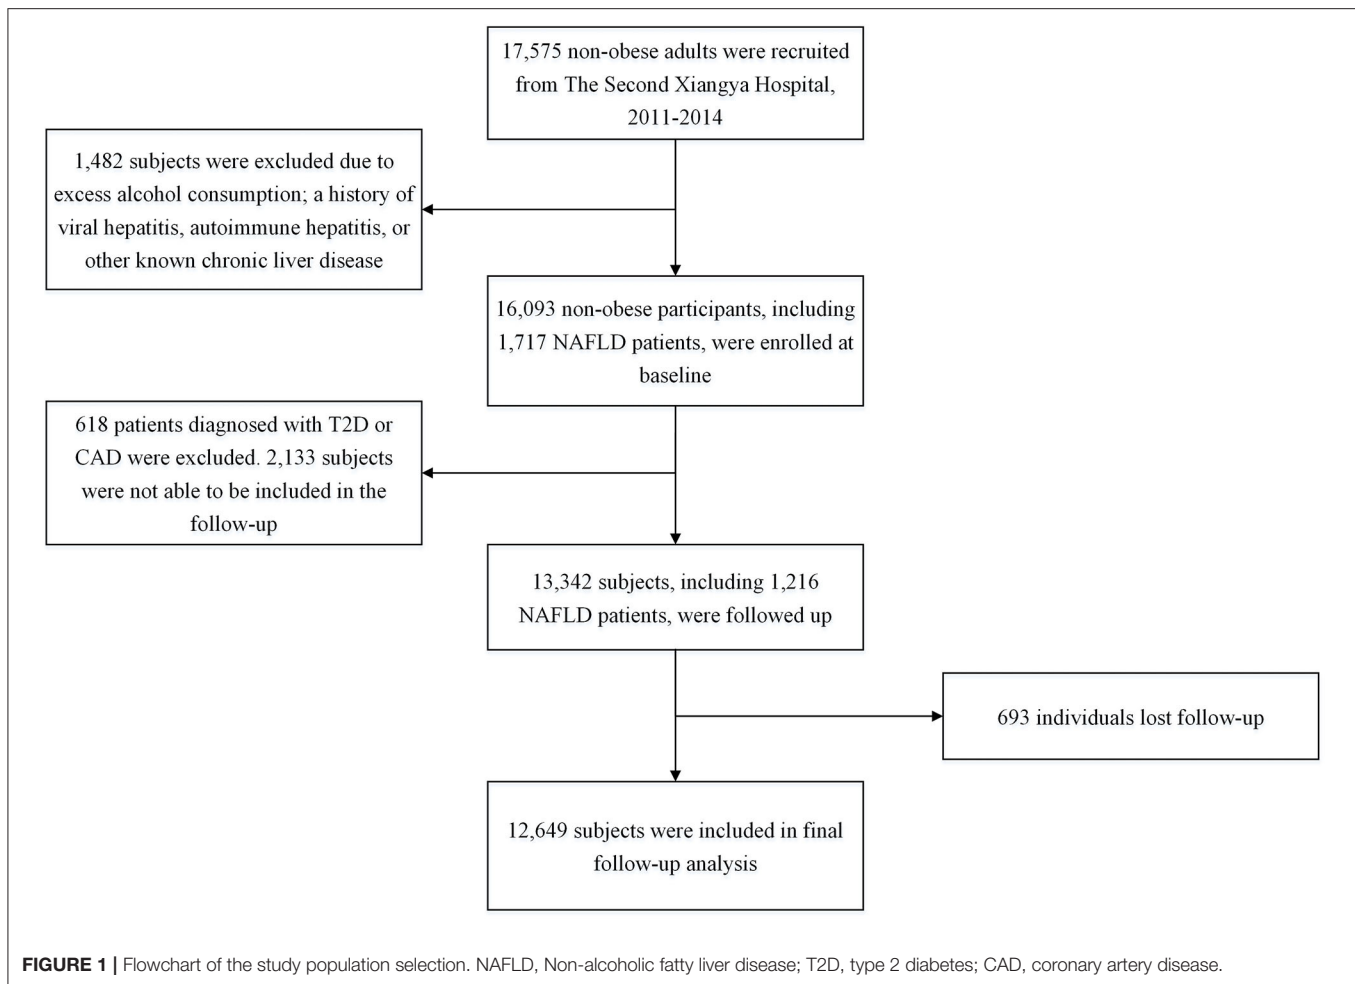 17,575 non-obese adults were recruited
from The Second Xiangya Hospital,
2011-2014
1,482 subjects were excluded due to
excess alcohol consumption; a history of
viral hepatitis, autoimmune hepatitis, or
other known chronic liver disease
16,093 non-obese participants, including
1,717 NAFLD patients, were enrolled at
baseline
618 patients diagnosed with T2D or
CAD were excluded. 2,133 subjects
were not able to be included in the
follow-up
13,342 subjects, including 1,216
NAFLD patients, were followed up
693 individuals lost follow-up
12,649 subjects were included in final
follow-up analysis
FIGURE 1 | Flowchart of the study population selection. NAFLD, Non-alcoholic fatty liver disease; T2D, type 2 diabetes; CAD, coronary artery disease.